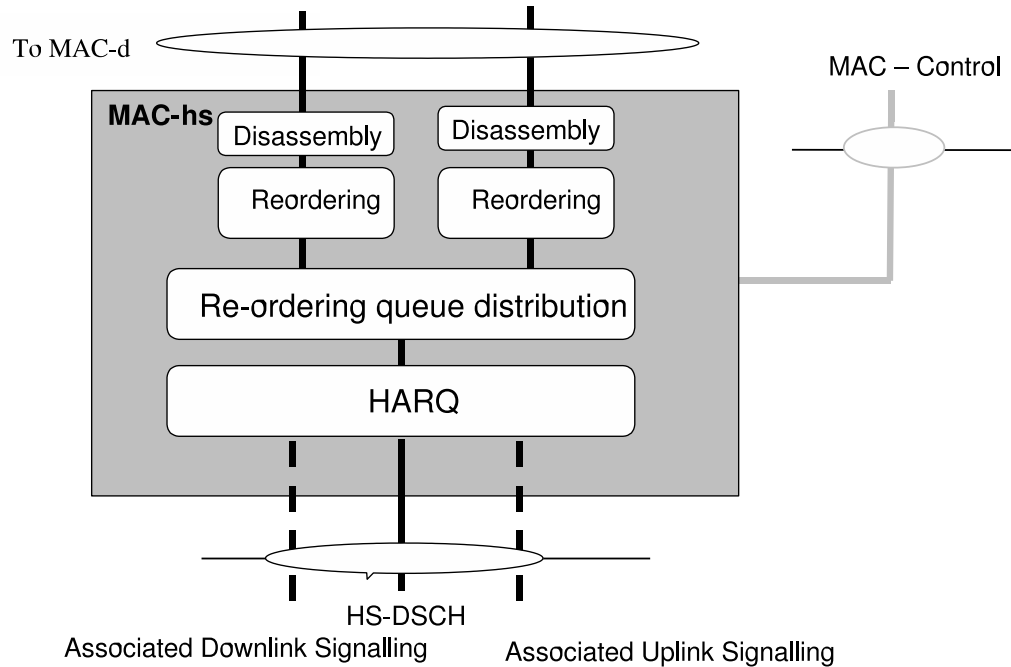 To MAC-d
MAC – Control
MAC-hs
Disassembly
Disassembly
Reordering
Reordering
Re-ordering queue distribution
HARQ
HS-DSCH
Associated Downlink Signalling
Associated Uplink Signalling